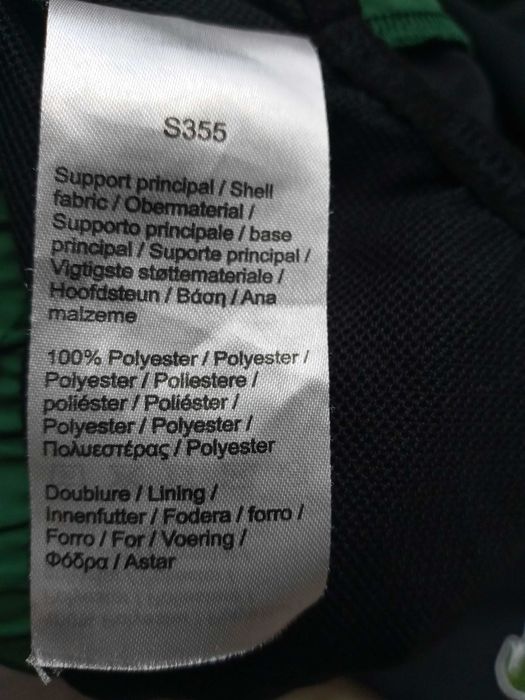 S355
Support principal / Shell
fabric / Obermaterial /
Supporto principale / base
principal / Suporte principal /
Vigtigste støttemateriale /
Hoofdsteun / Βάση / Ana
malzeme
100% Polyester / Polyester /
Polyester / Poliestere /
poliéster / Poliéster /
Polyester / Polyester /
Πολυεστέρας / Polyester
Doublure / Lining /
Innenfutter / Fodera / forro /
Forro / For / Voering /
Φόδρα / Astar